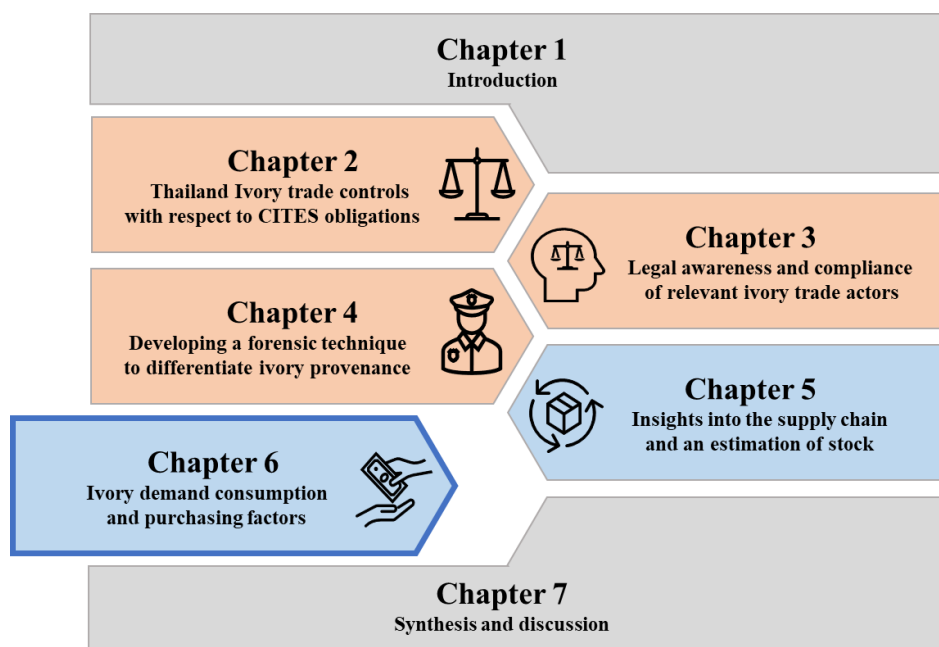 Chapter 1
Introduction
Chapter 2
Thailand Ivory trade controls
with respect to CITES obligations
Chapter 3
Legal awareness and compliance
of relevant ivory trade actors
Chapter 4
Developing a forensic technique
to differentiate ivory provenance
Chapter 5
Insights into the supply chain
and an estimation of stock
Chapter 6
Ivory demand consumption
and purchasing factors
Chapter 7
Synthesis and discussion